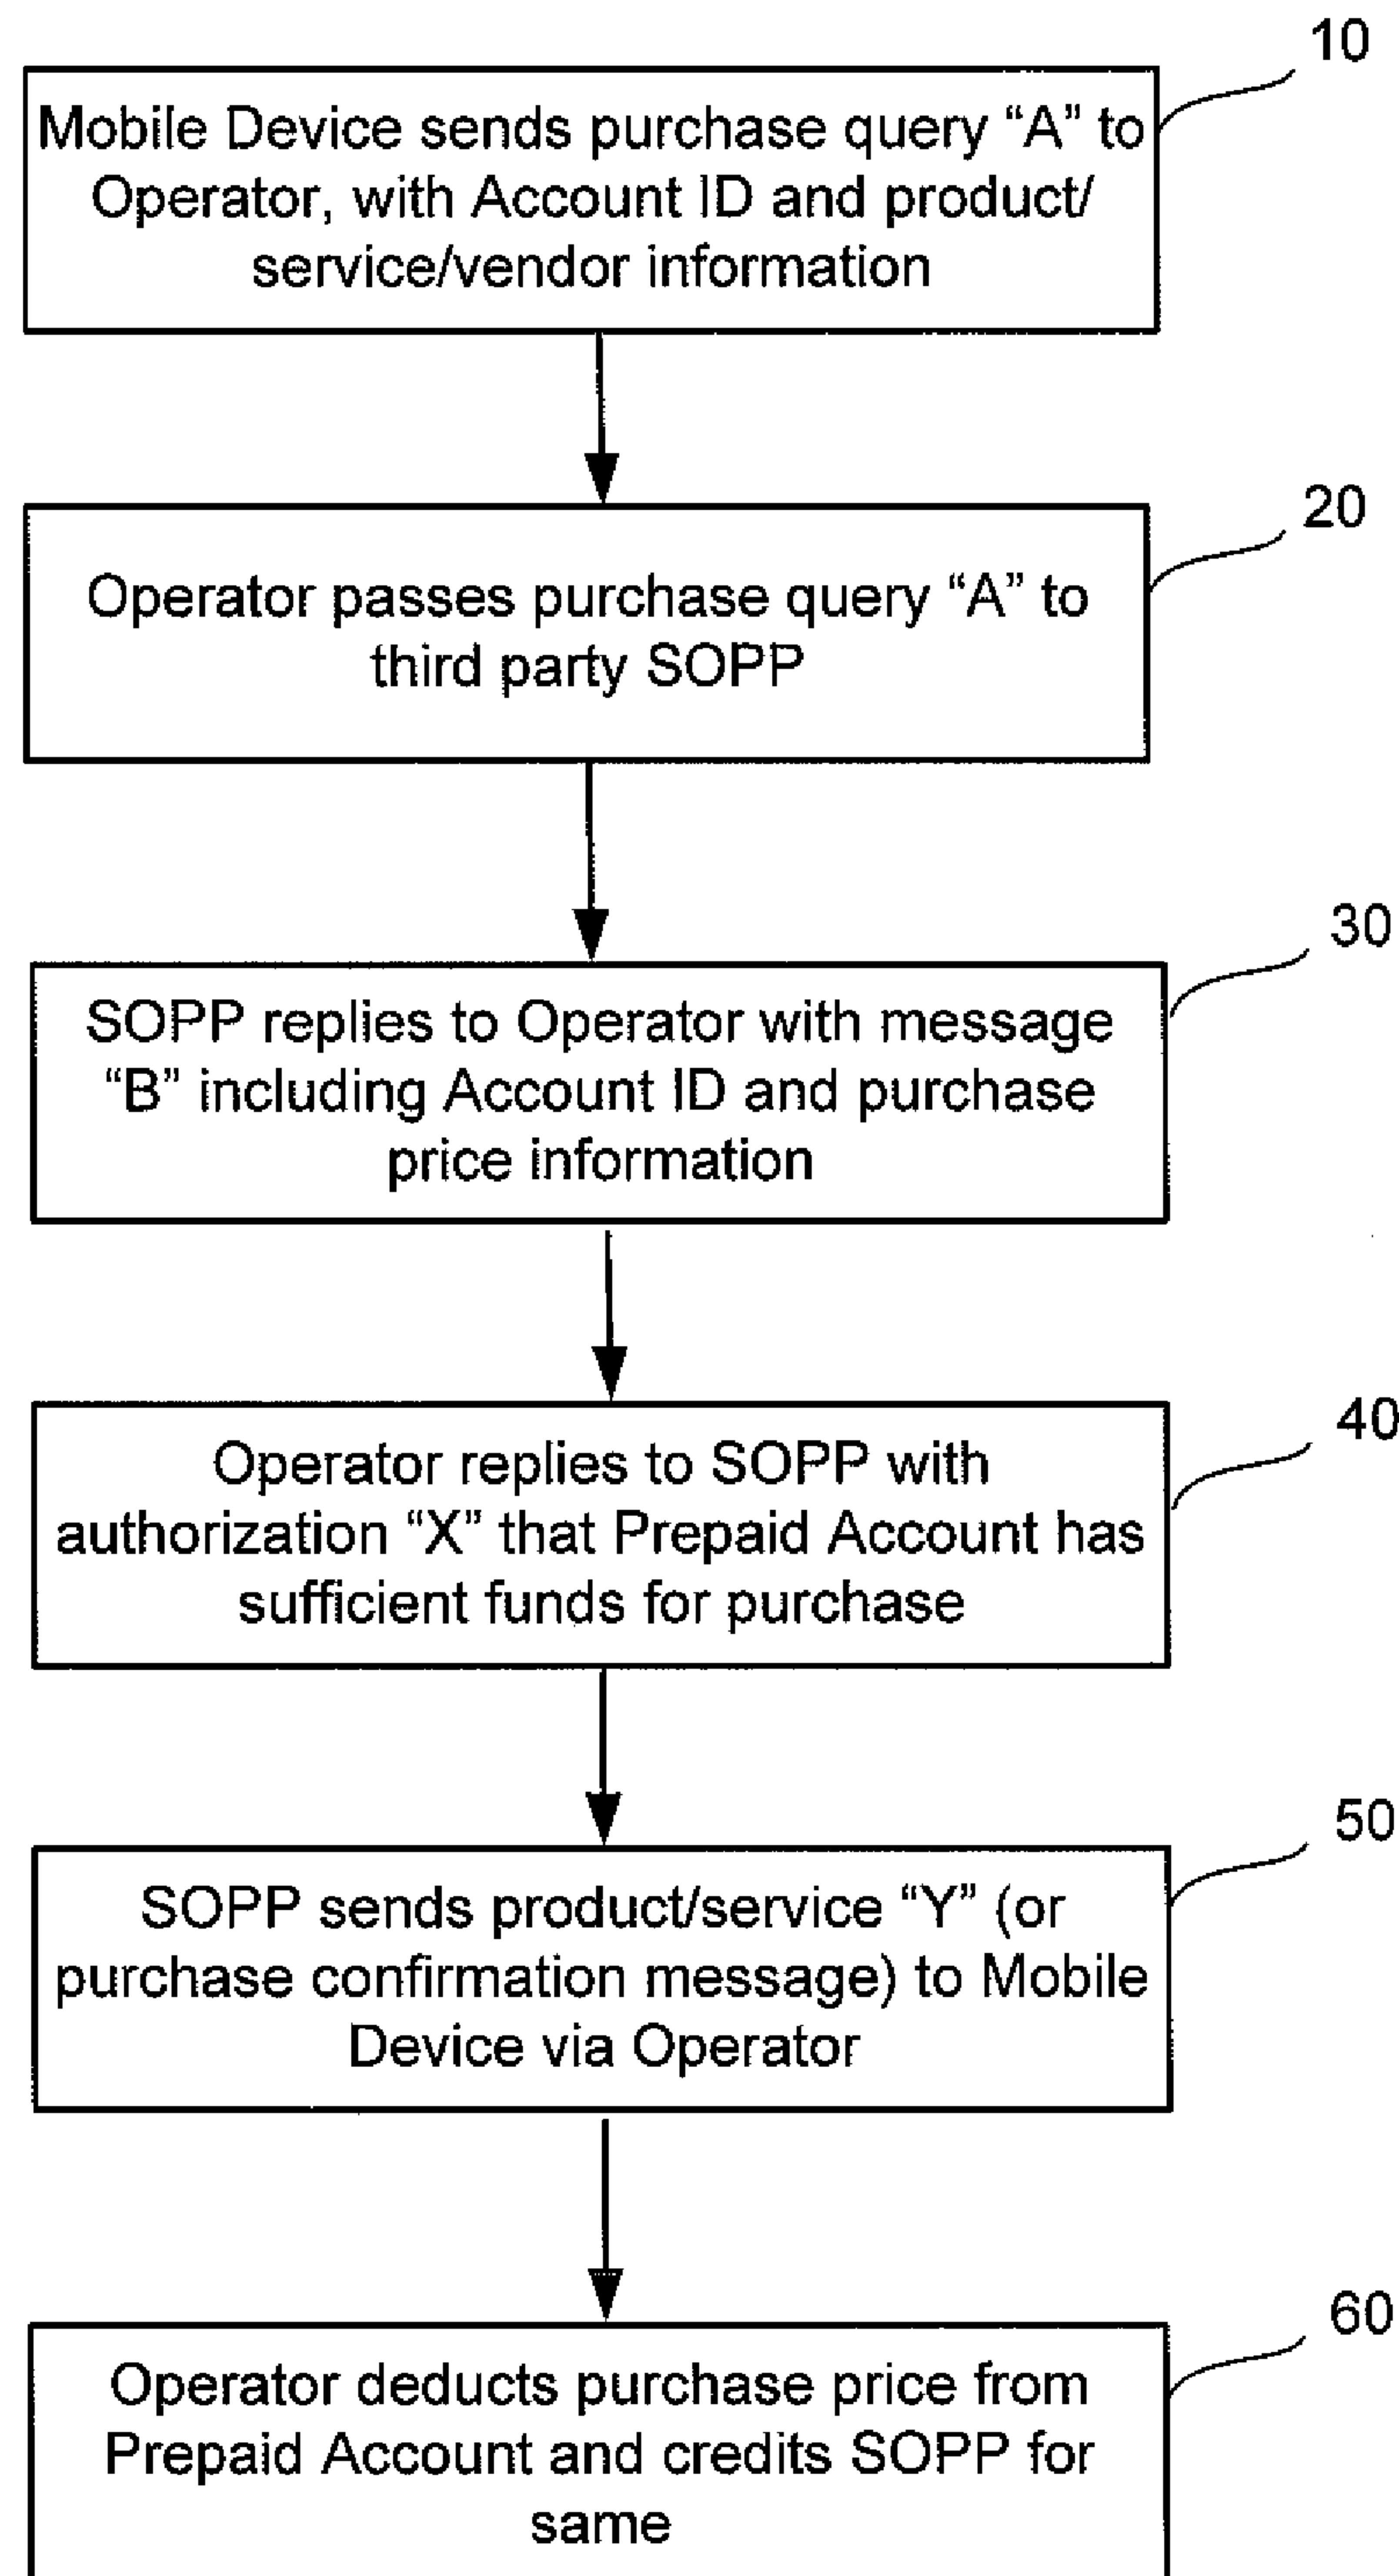 10
Mobile Device sends purchase query “A” to
Operator, with Account ID and product/
service/vendor information
20
Operator passes purchase query “A” to
third party SOPP
30
SOPP replies to Operator with message
“B” including Account ID and purchase
price information
40
Operator replies to SOPP with
authorization “X” that Prepaid Account has
sufficient funds for purchase
50
SOPP sends product/service “Y” (or
purchase confirmation message) to Mobile
Device via Operator
60
Operator deducts purchase price from
Prepaid Account and credits SOPP for
same